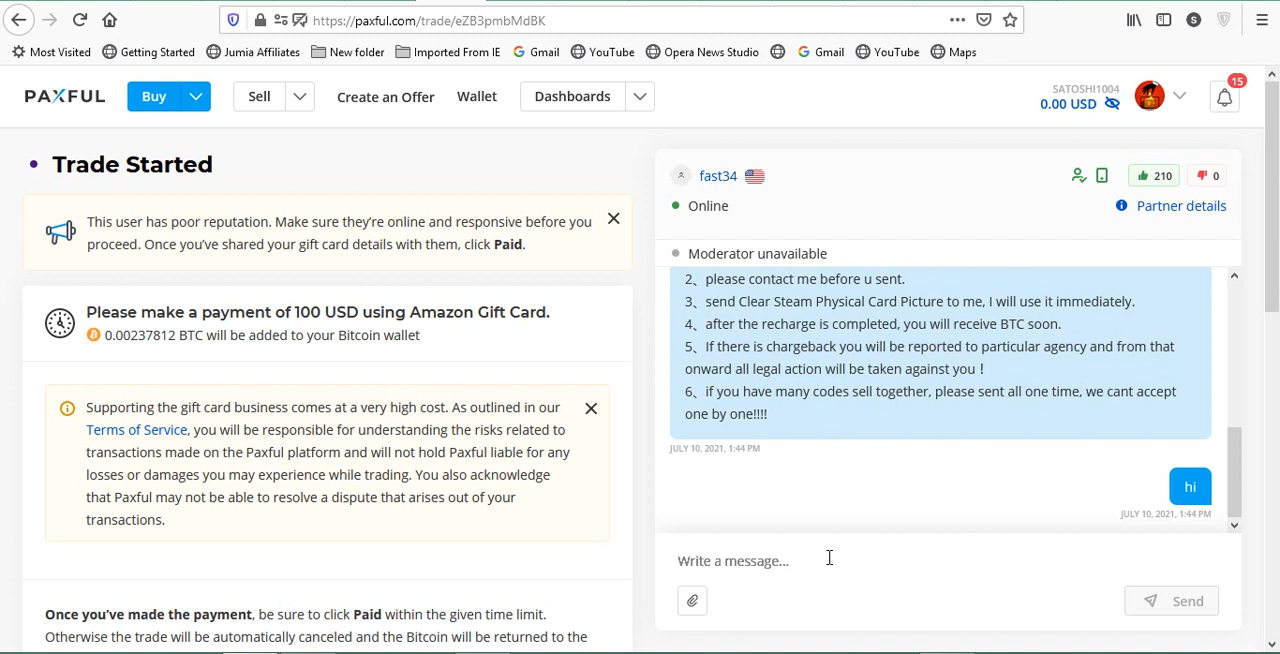 https://paxful.com/trade/eZB3pmbMdBK
Most Visited Getting Started Jumia Affiliates New folder Imported From IE Gmail YouTube Opera News Studio Gmail YouTube Maps
PAXFUL Buy Sell Create an Offer Wallet Dashboards
SATOSHI1004
0.00 USD
15
Trade Started
This user has poor reputation. Make sure they're online and responsive before you
proceed. Once you've shared your gift card details with them, click Paid.
Please make a payment of 100 USD using Amazon Gift Card.
0.00237812 BTC will be added to your Bitcoin wallet
Supporting the gift card business comes at a very high cost. As outlined in our
Terms of Service, you will be responsible for understanding the risks related to
transactions made on the Paxful platform and will not hold Paxful liable for any
losses or damages you may experience while trading. You also acknowledge
that Paxful may not be able to resolve a dispute that arises out of your
transactions.
Once you've made the payment, be sure to click Paid within the given time limit.
Otherwise the trade will be automatically canceled and the Bitcoin will be returned to the
fast34
210
0
Online
Partner details
Moderator unavailable
2、please contact me before u sent.
3、send Clear Steam Physical Card Picture to me, I will use it immediately.
4、after the recharge is completed, you will receive BTC soon.
5、If there is chargeback you will be reported to particular agency and from that
onward all legal action will be taken against you！
6、if you have many codes sell together, please sent all one time, we cant accept
one by one!!!!
JULY 10, 2021, 1:44 PM
hi
JULY 10, 2021, 1:44 PM
Write a message...
Send